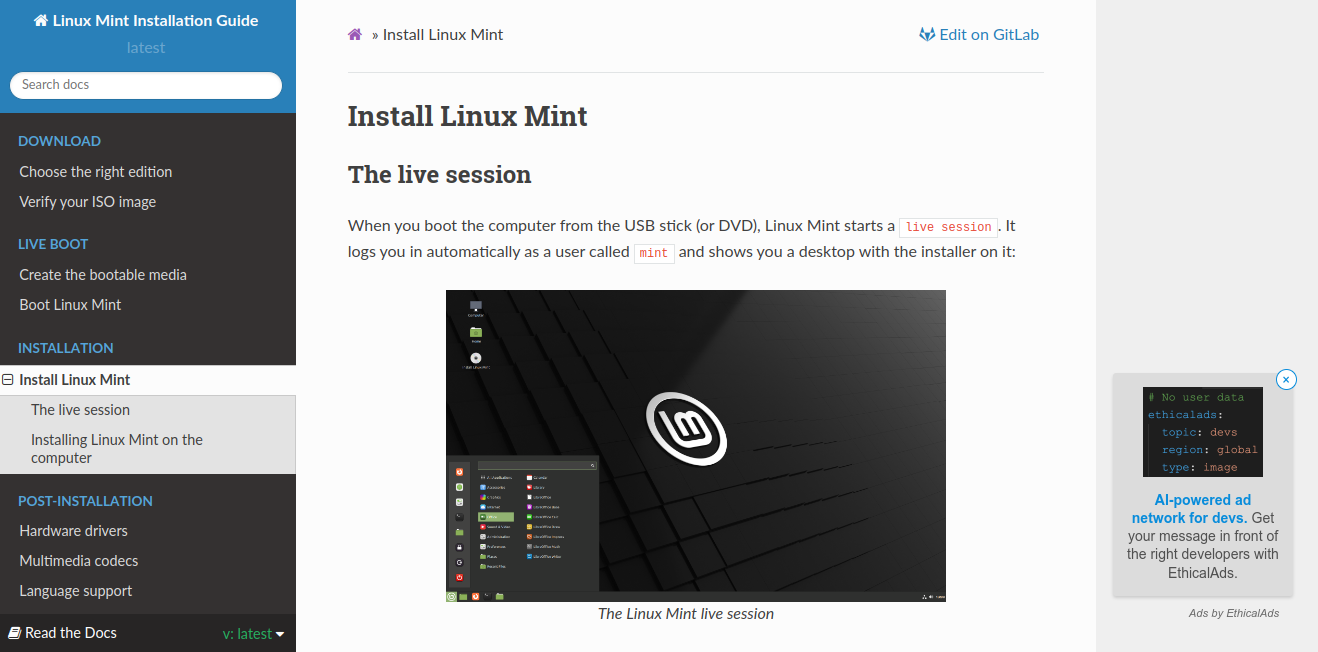 Linux Mint Installation Guide
latest
Search docs
DOWNLOAD
Choose the right edition
Verify your ISO image
LIVE BOOT
Create the bootable media
Boot Linux Mint
INSTALLATION
Install Linux Mint
The live session
Installing Linux Mint on the
computer
POST-INSTALLATION
Hardware drivers
Multimedia codecs
Language support
Read the Docs
v: latest
» Install Linux Mint
Edit on GitLab
Install Linux Mint
The live session
When you boot the computer from the USB stick (or DVD), Linux Mint starts a live session. It
logs you in automatically as a user called mint and shows you a desktop with the installer on it:
Computer
Home
Install Linux Mint
The Linux Mint live session
# No user data
ethicalads:
topic: devs
region: global
type: image
AI-powered ad
network for devs. Get
your message in front of
the right developers with
EthicalAds.
Ads by EthicalAds